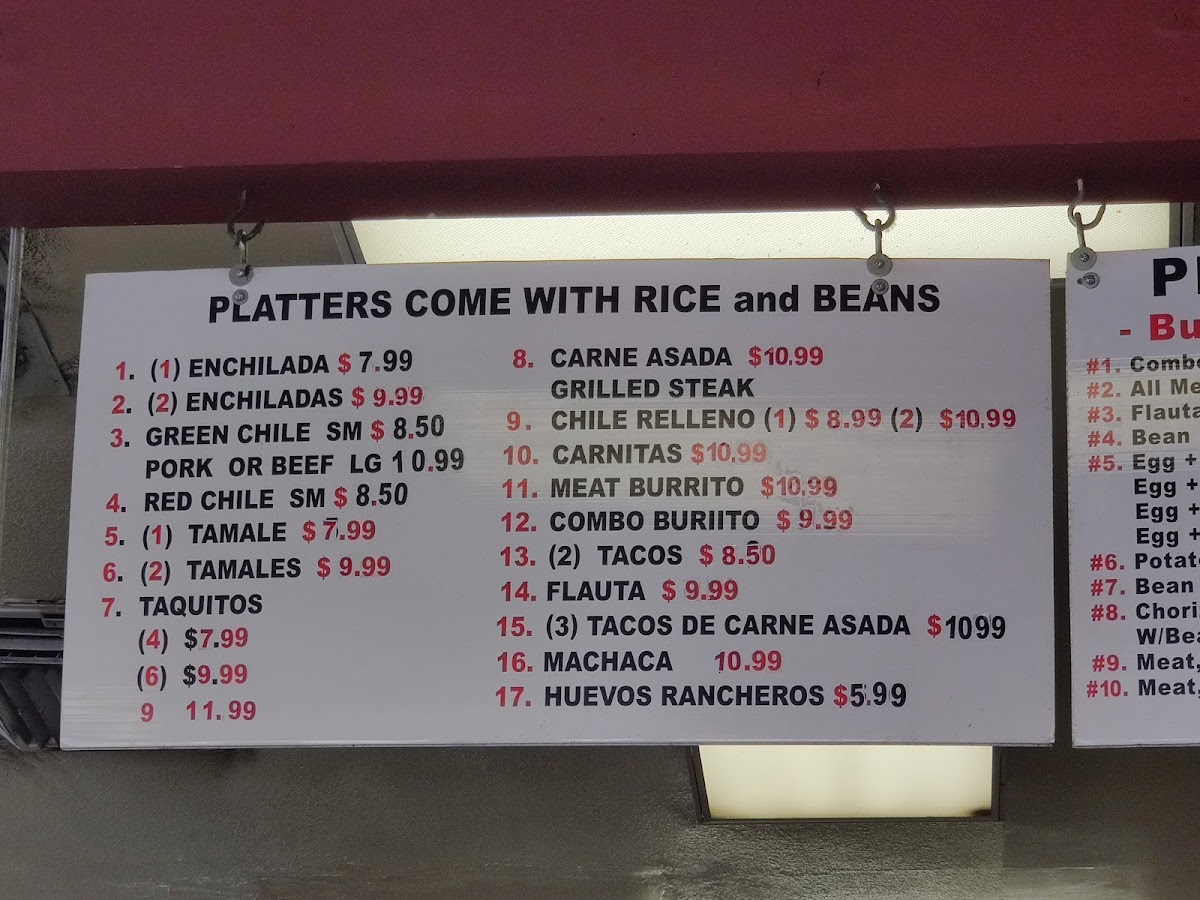 PLATTERS COME WITH RICE and BEANS
1. (1) ENCHILADA $ 7.99
2. (2) ENCHILADAS $ 9.99
3. GREEN CHILE SM $ 8.50
PORK OR BEEF LG 10.99
4. RED CHILE SM $ 8.50
5. (1) TAMALE $ 7.99
6. (2) TAMALES $ 9.99
7. TAQUITOS
(4) $7.99
(6) $9.99
9 11.99
8. CARNE ASADA $10.99
GRILLED STEAK
9. CHILE RELLENO (1) $ 8.99 (2) $10.99
10. CARNITAS $10.99
11. MEAT BURRITO $10.99
12. COMBO BURIITO $ 9.99
13. (2) TACOS $ 8.50
14. FLAUTA $ 9.99
15. (3) TACOS DE CARNE ASADA $1099
16. MACHACA 10.99
17. HUEVOS RANCHEROS $5.99
- Bu
#1. Combo
#2. All Me
#3. Flauta
#4. Bean
#5. Egg +
Egg +
Egg +
Egg +
#6. Potato
#7. Bean
#8. Chori
W/Bea
#9. Meat,
#10. Meat,